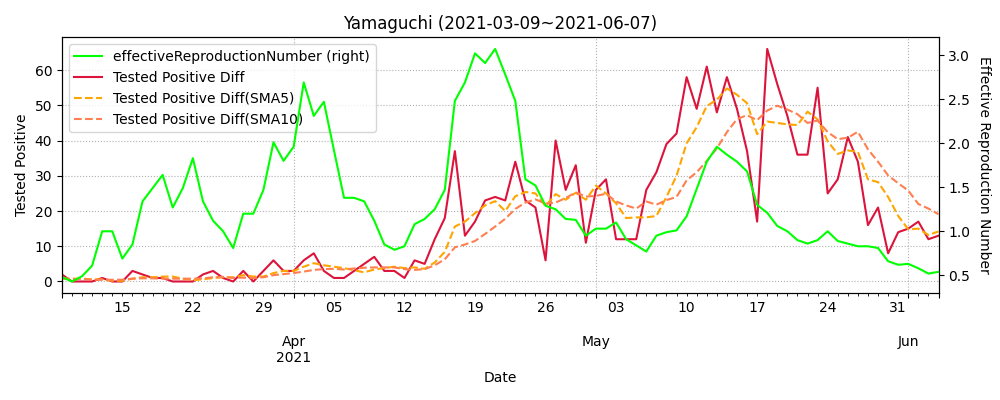 Yamaguchi (2021-03-09~2021-06-07)
effectiveReproductionNumber (right)
Tested Positive Diff
Tested Positive Diff(SMA5)
Tested Positive Diff(SMA10)
Tested Positive
60
50
40
30
20
10
0
3.0
2.5
2.0
1.5
1.0
0.5
Effective Reproduction Number
15 22 29 05 12 19 26 03 10 17 24 31
Apr May Jun
2021
Date